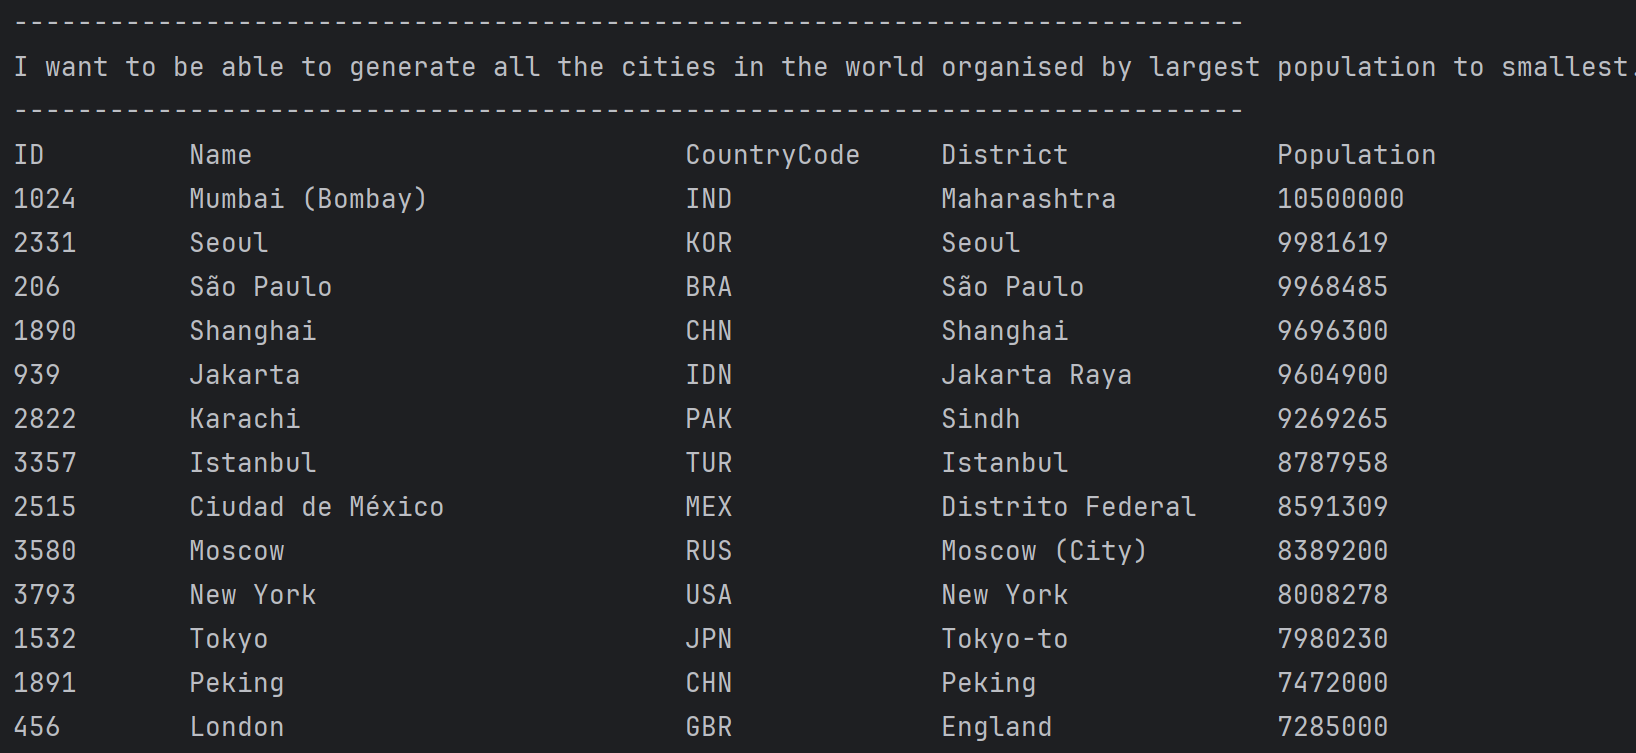 -----------------------------------------------------------------------------
I want to be able to generate all the cities in the world organised by largest population to smallest.
-----------------------------------------------------------------------------
ID Name CountryCode District Population
1024 Mumbai (Bombay) IND Maharashtra 10500000
2331 Seoul KOR Seoul 9981619
206 São Paulo BRA São Paulo 9968485
1890 Shanghai CHN Shanghai 9696300
939 Jakarta IDN Jakarta Raya 9604900
2822 Karachi PAK Sindh 9269265
3357 Istanbul TUR Istanbul 8787958
2515 Ciudad de México MEX Distrito Federal 8591309
3580 Moscow RUS Moscow (City) 8389200
3793 New York USA New York 8008278
1532 Tokyo JPN Tokyo-to 7980230
1891 Peking CHN Peking 7472000
456 London GBR England 7285000